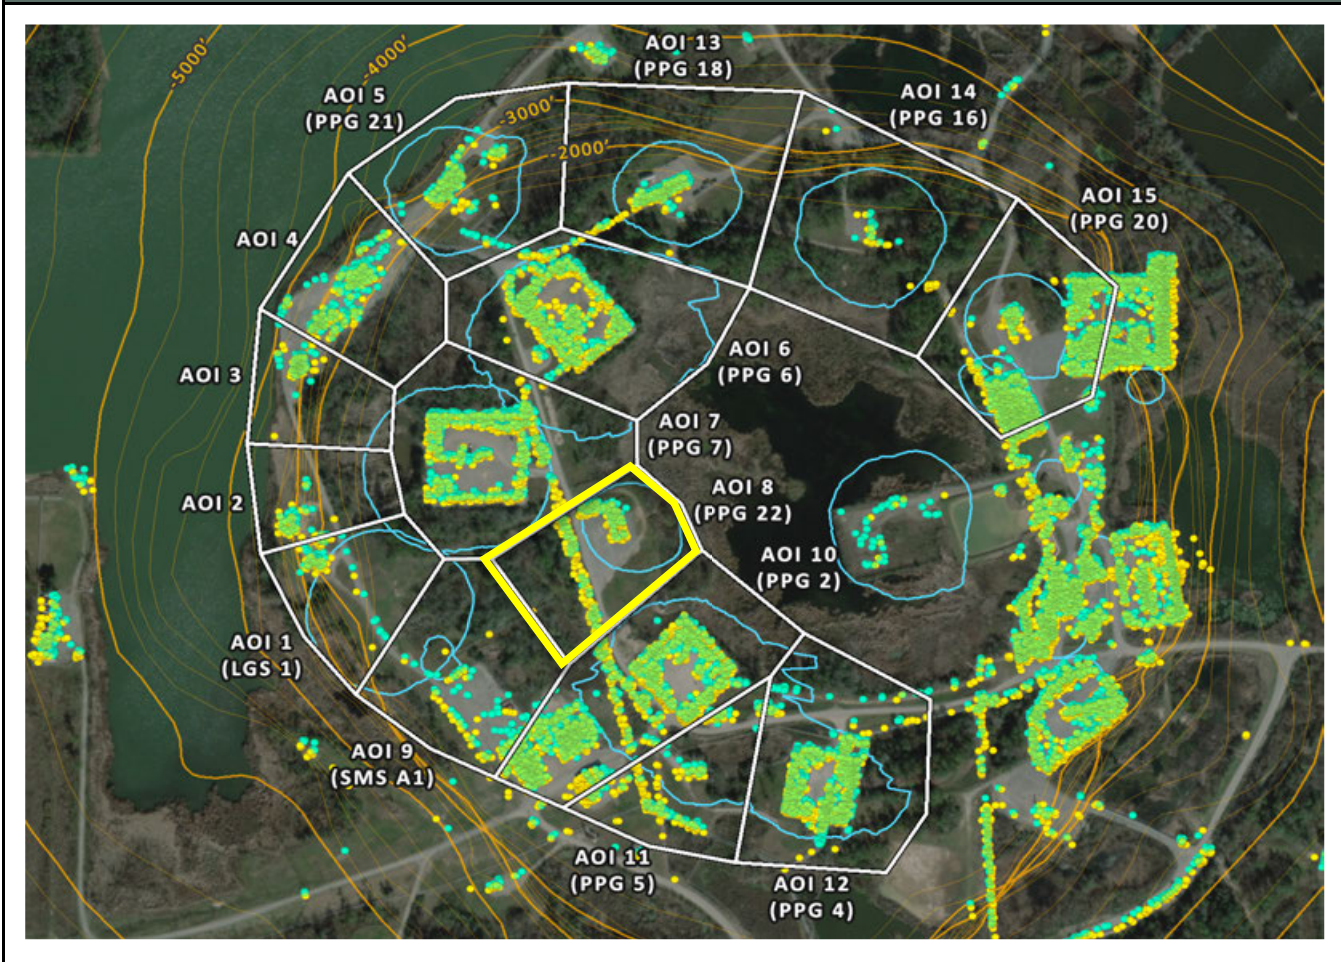 -5000'
-4000'
AOI 13
(PPG 18)
AOI 5
(PPG 21)
-3000'
-2000'
AOI 14
(PPG 16)
AOI 15
(PPG 20)
AOI 4
AOI 3
AOI 6
(PPG 6)
AOI 7
(PPG 7)
AOI 2
AOI 8
(PPG 22)
AOI 10
(PPG 2)
AOI 1
(LGS 1)
AOI 9
(SMS A1)
AOI 11
(PPG 5)
AOI 12
(PPG 4)